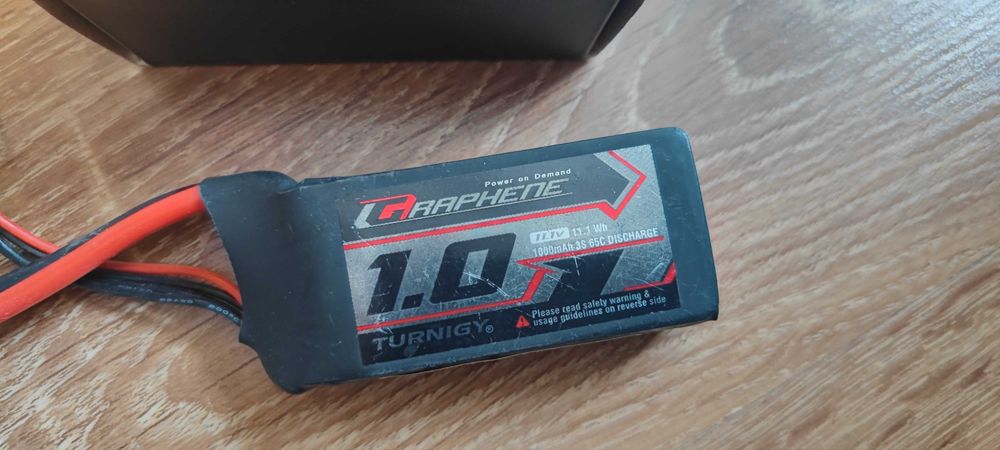 Power on Demand
GRAPHENE
11.1V 11.1 Wh
1000mAh 3S 65C DISCHARGE
1.0
Please read safety warning &
usage guidelines on reverse side
TURNIGY®